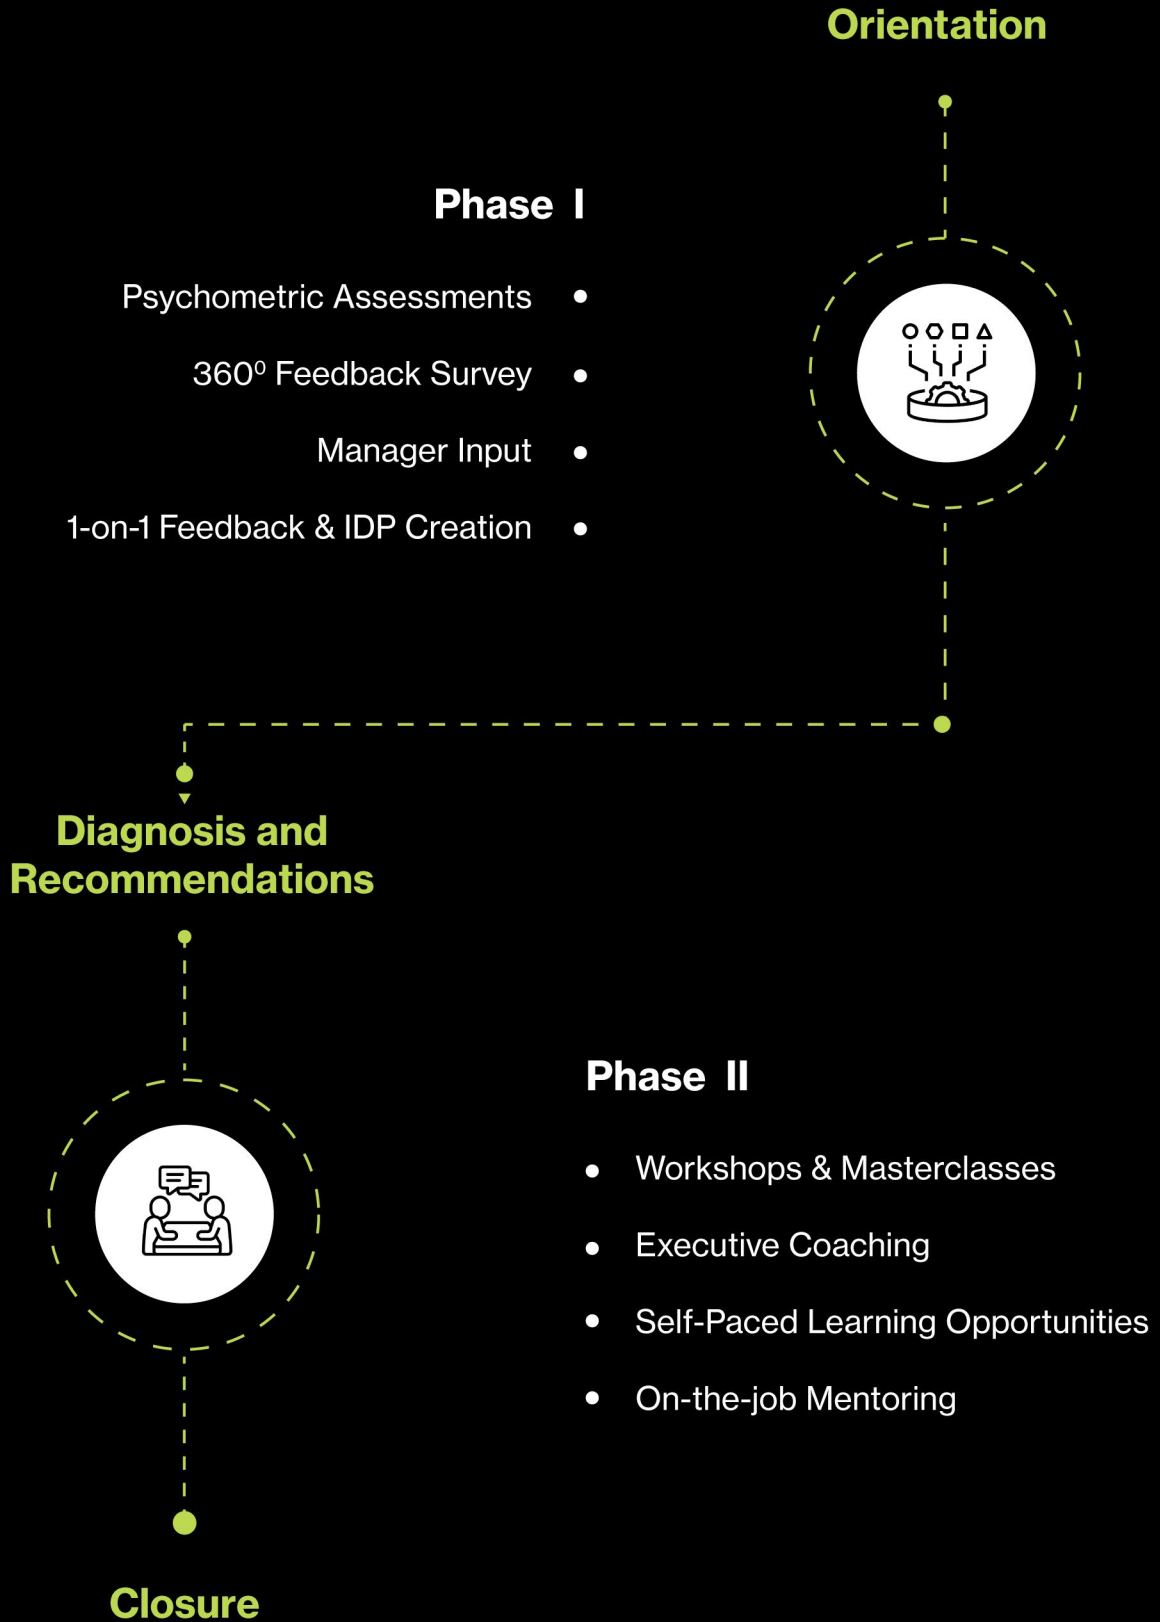 Orientation
Phase I
Psychometric Assessments
360⁰ Feedback Survey
Manager Input
1-on-1 Feedback & IDP Creation
Diagnosis and
Recommendations
Phase II
Workshops & Masterclasses
Executive Coaching
Self-Paced Learning Opportunities
On-the-job Mentoring
Closure